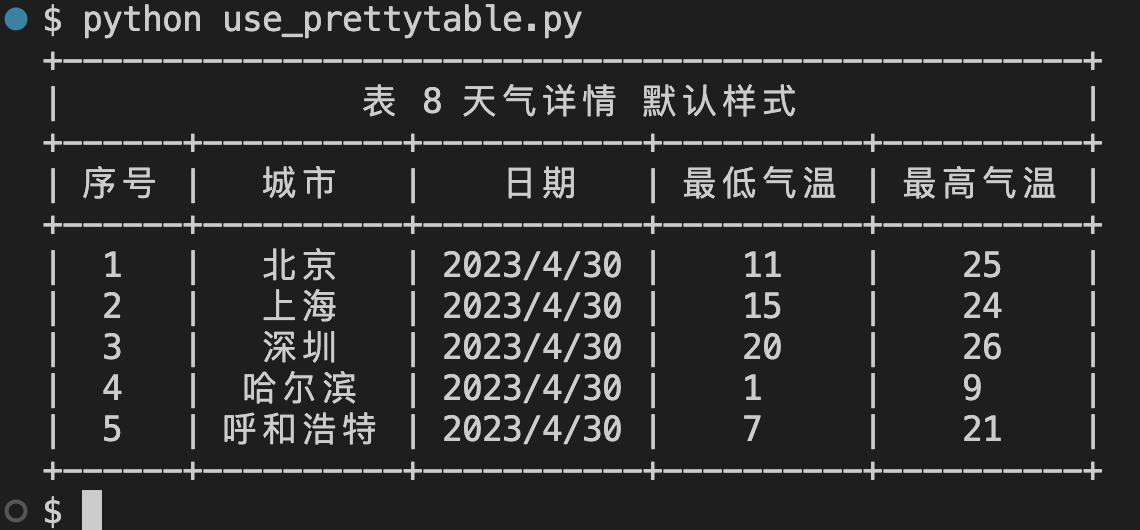 $ python use_prettytable.py
+----------------------------------------------------+
|               表 8 天气详情 默认样式               |
+------+----------+-----------+----------+----------+
| 序号 |   城市   |    日期   | 最低气温 | 最高气温 |
+------+----------+-----------+----------+----------+
|  1   |   北京   | 2023/4/30 |    11    |    25    |
|  2   |   上海   | 2023/4/30 |    15    |    24    |
|  3   |   深圳   | 2023/4/30 |    20    |    26    |
|  4   |  哈尔滨  | 2023/4/30 |    1     |    9     |
|  5   | 呼和浩特 | 2023/4/30 |    7     |    21    |
+------+----------+-----------+----------+----------+
$